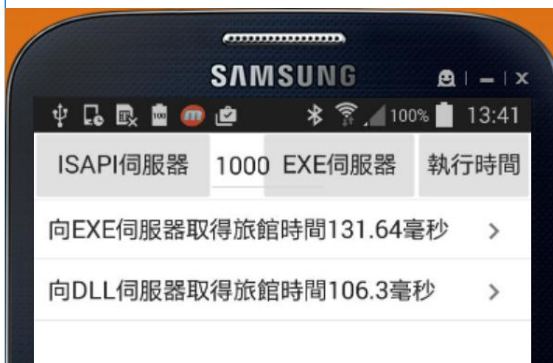 SAMSUNG
100% 13:41
ISAPI伺服器 1000 EXE伺服器 執行時間
向EXE伺服器取得旅館時間131.64毫秒
向DLL伺服器取得旅館時間106.3毫秒